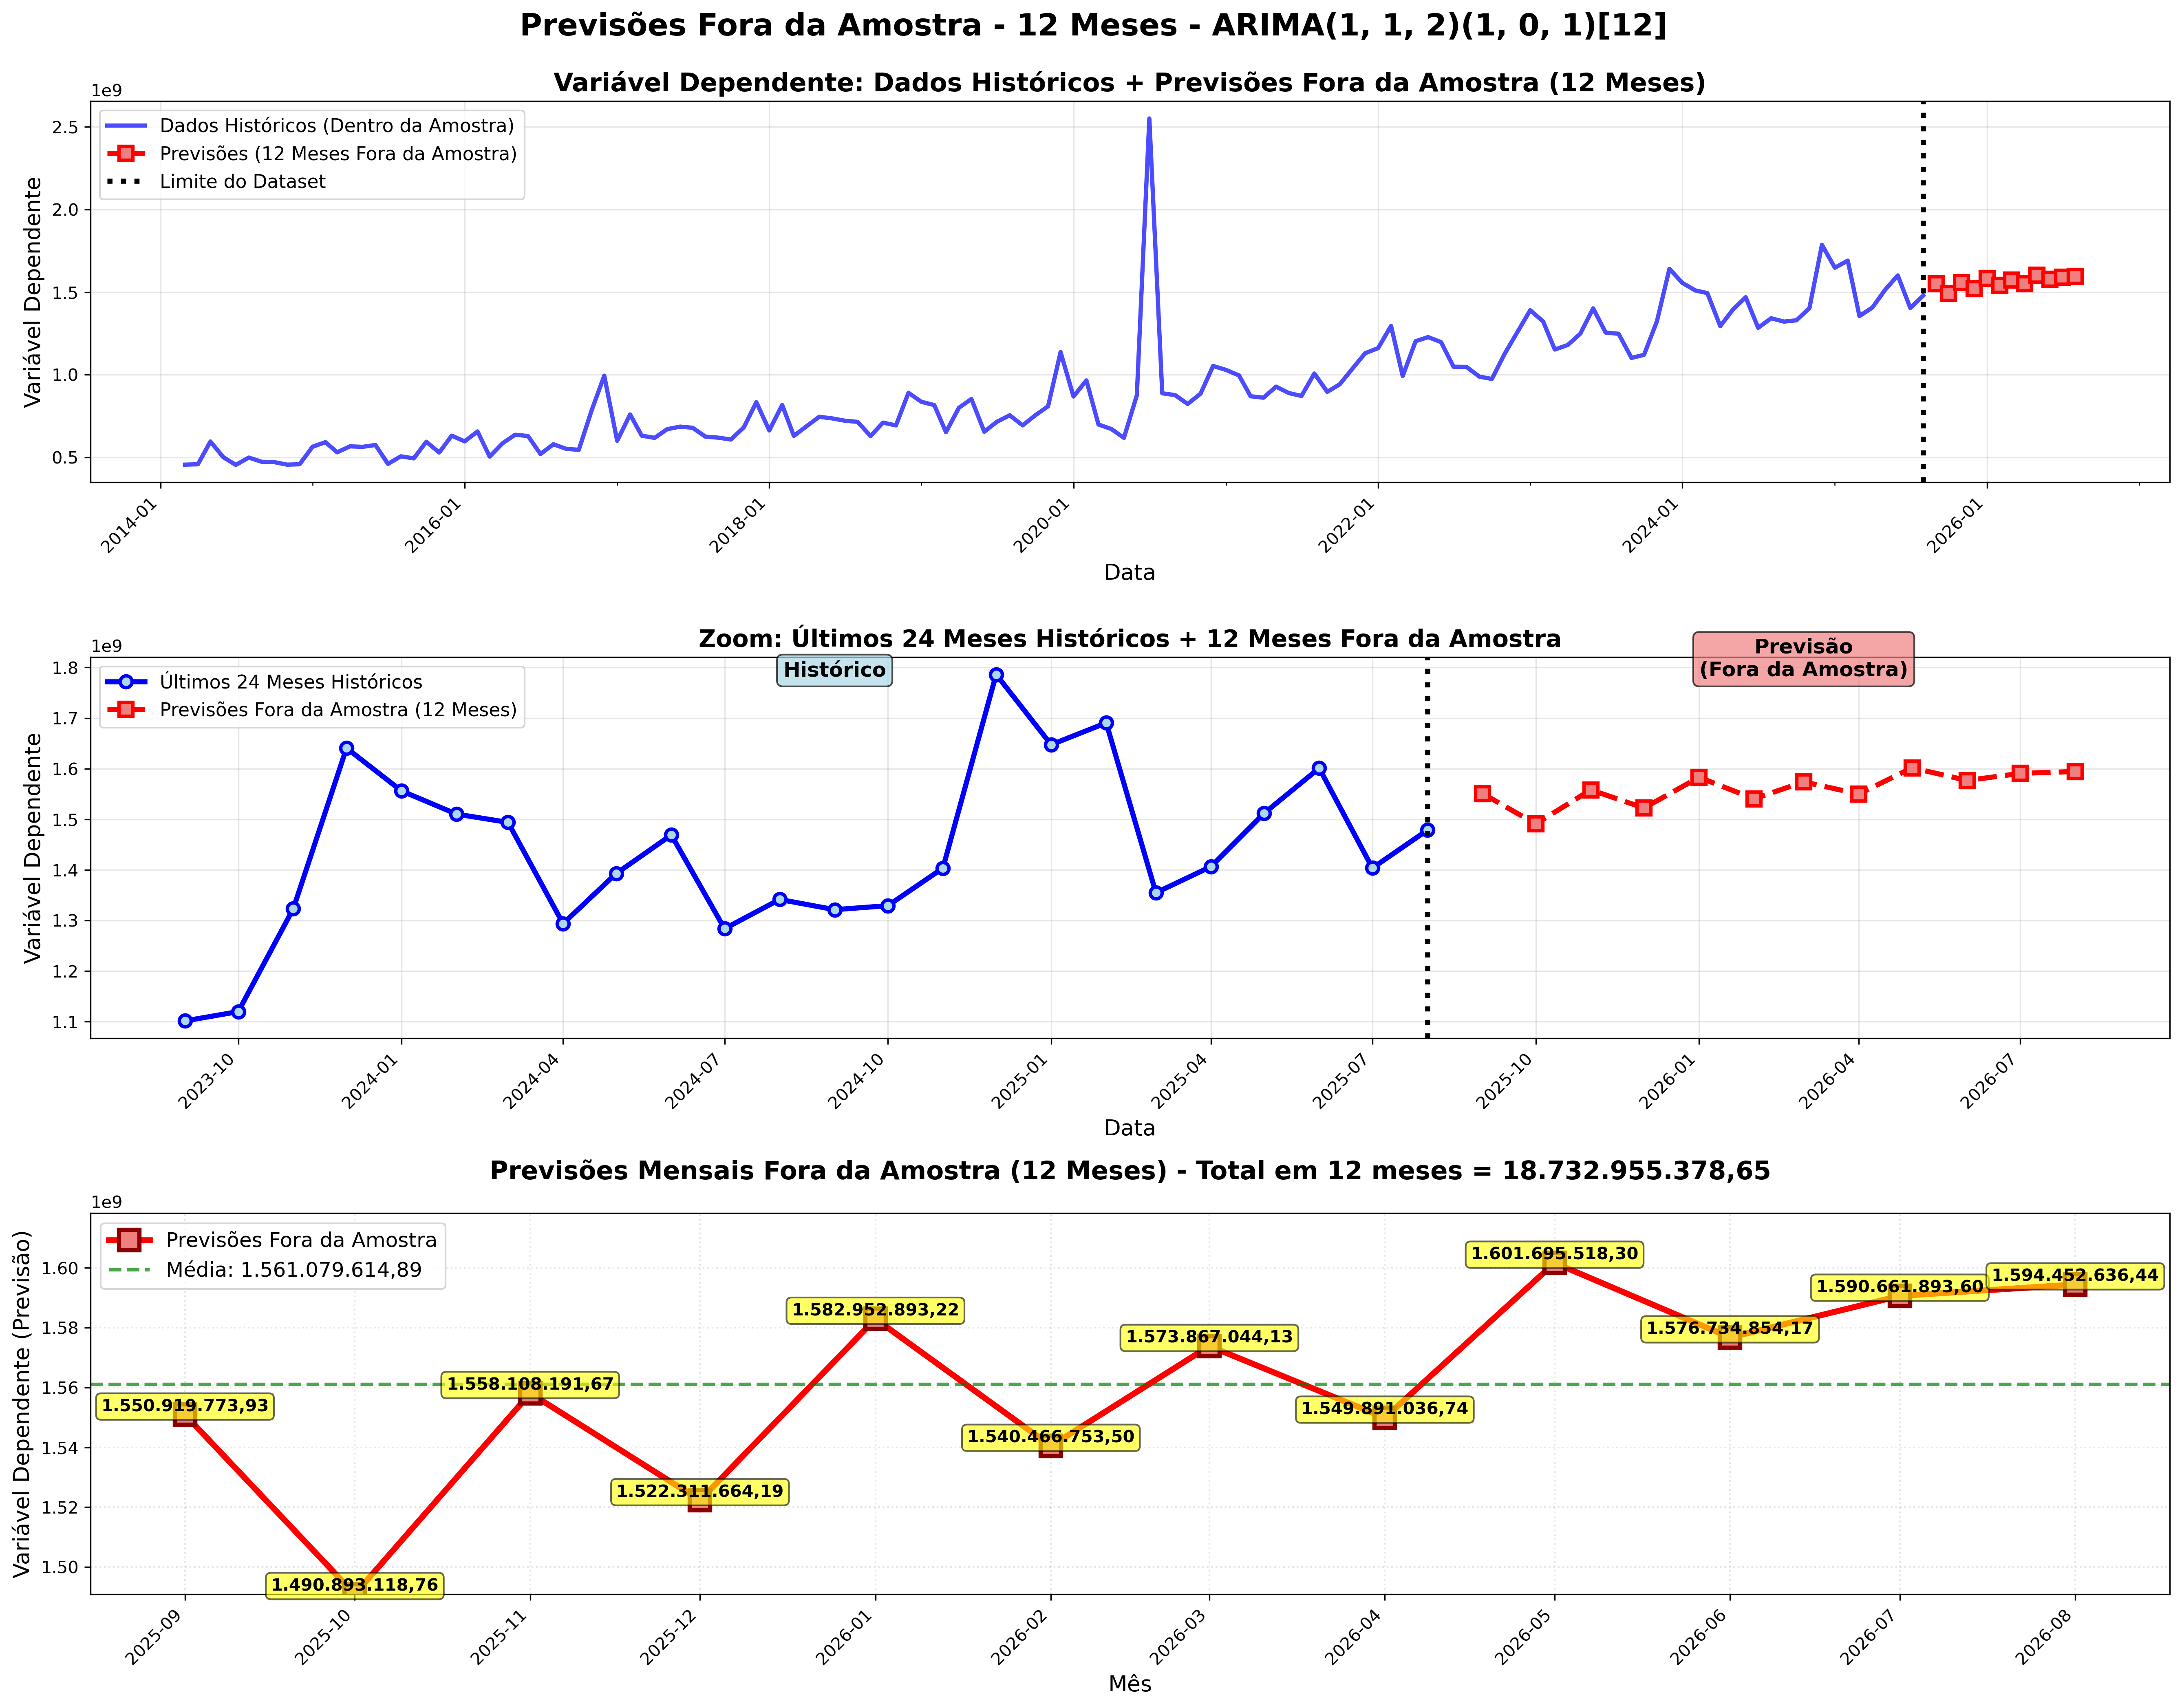 Previsões Fora da Amostra - 12 Meses - ARIMA(1, 1, 2)(1, 0, 1)[12]
Variável Dependente: Dados Históricos + Previsões Fora da Amostra (12 Meses)
1e9
Dados Históricos (Dentro da Amostra)
Previsões (12 Meses Fora da Amostra)
Limite do Dataset
Variável Dependente
2.5
2.0
1.5
1.0
0.5
2014-01
2016-01
2018-01
2020-01
2022-01
2024-01
2026-01
Data
Zoom: Últimos 24 Meses Históricos + 12 Meses Fora da Amostra
1e9
Últimos 24 Meses Históricos
Previsões Fora da Amostra (12 Meses)
Histórico
Previsão
(Fora da Amostra)
Variável Dependente
1.8
1.7
1.6
1.5
1.4
1.3
1.2
1.1
2023-10
2024-01
2024-04
2024-07
2024-10
2025-01
2025-04
2025-07
2025-10
2026-01
2026-04
2026-07
Data
Previsões Mensais Fora da Amostra (12 Meses) - Total em 12 meses = 18.732.955.378,65
1e9
Previsões Fora da Amostra
Média: 1.561.079.614,89
Variável Dependente (Previsão)
1.60
1.58
1.56
1.54
1.52
1.50
1.550.919.773,93
1.490.893.118,76
1.558.108.191,67
1.522.311.664,19
1.582.952.893,22
1.540.466.753,50
1.573.867.044,13
1.549.891.036,74
1.601.695.518,30
1.576.734.854,17
1.590.661.893,60
1.594.452.636,44
2025-09
2025-10
2025-11
2025-12
2026-01
2026-02
2026-03
2026-04
2026-05
2026-06
2026-07
2026-08
Mês